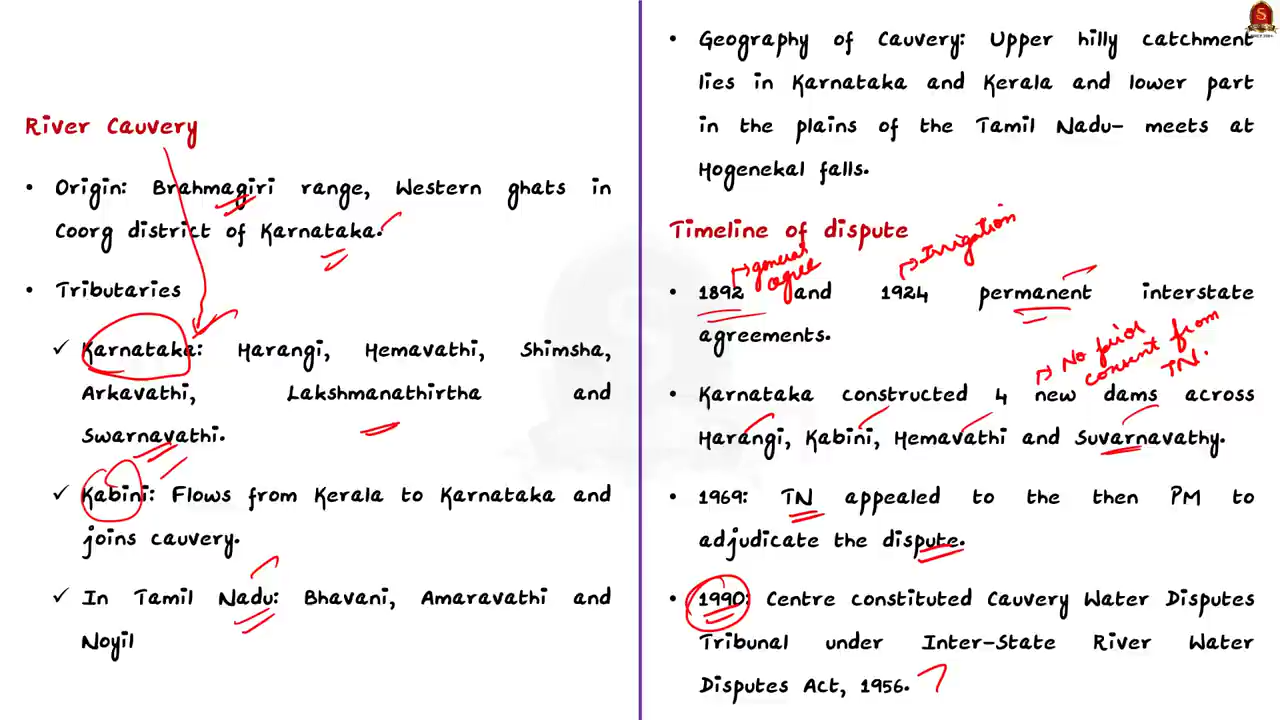 River Cauvery
• Origin: Brahmagiri range, Western ghats in
Coorg district of Karnataka.
• Tributaries
✓ Karnataka: Harangi, Hemavathi, Shimsha,
Arkavathi, Lakshmanathirtha and
Swarnavathi.
✓ Kabini: Flows from Kerala to Karnataka and
joins cauvery.
✓ In Tamil Nadu: Bhavani, Amaravathi and
Noyil
• Geography of Cauvery: Upper hilly catchment
lies in Karnataka and Kerala and lower part
in the plains of the Tamil Nadu- meets at
Hogenekal falls.
Timeline of dispute
general
agree
Irrigation
• 1892 and 1924 permanent interstate
agreements.
No prior
consent from
TN.
• Karnataka constructed 4 new dams across
Harangi, Kabini, Hemavathi and Suvarnavathy.
• 1969: TN appealed to the then PM to
adjudicate the dispute.
• 1990: Centre constituted Cauvery Water Disputes
Tribunal under Inter-State River Water
Disputes Act, 1956.
S